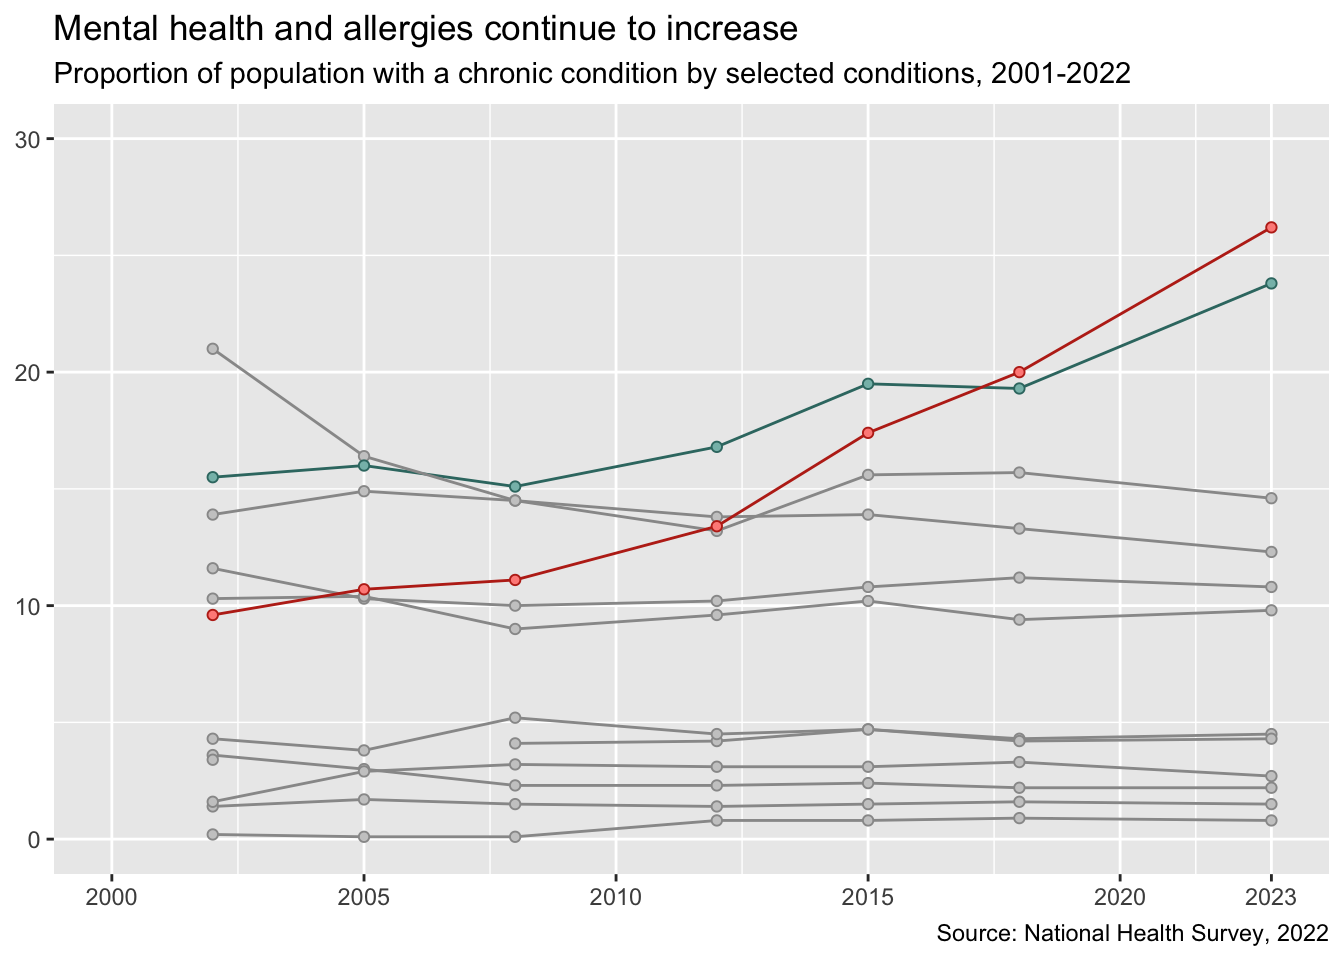 Mental health and allergies continue to increase
Proportion of population with a chronic condition by selected conditions, 2001-2022
30
20
10
0
2000 2005 2010 2015 2020 2023
Source: National Health Survey, 2022